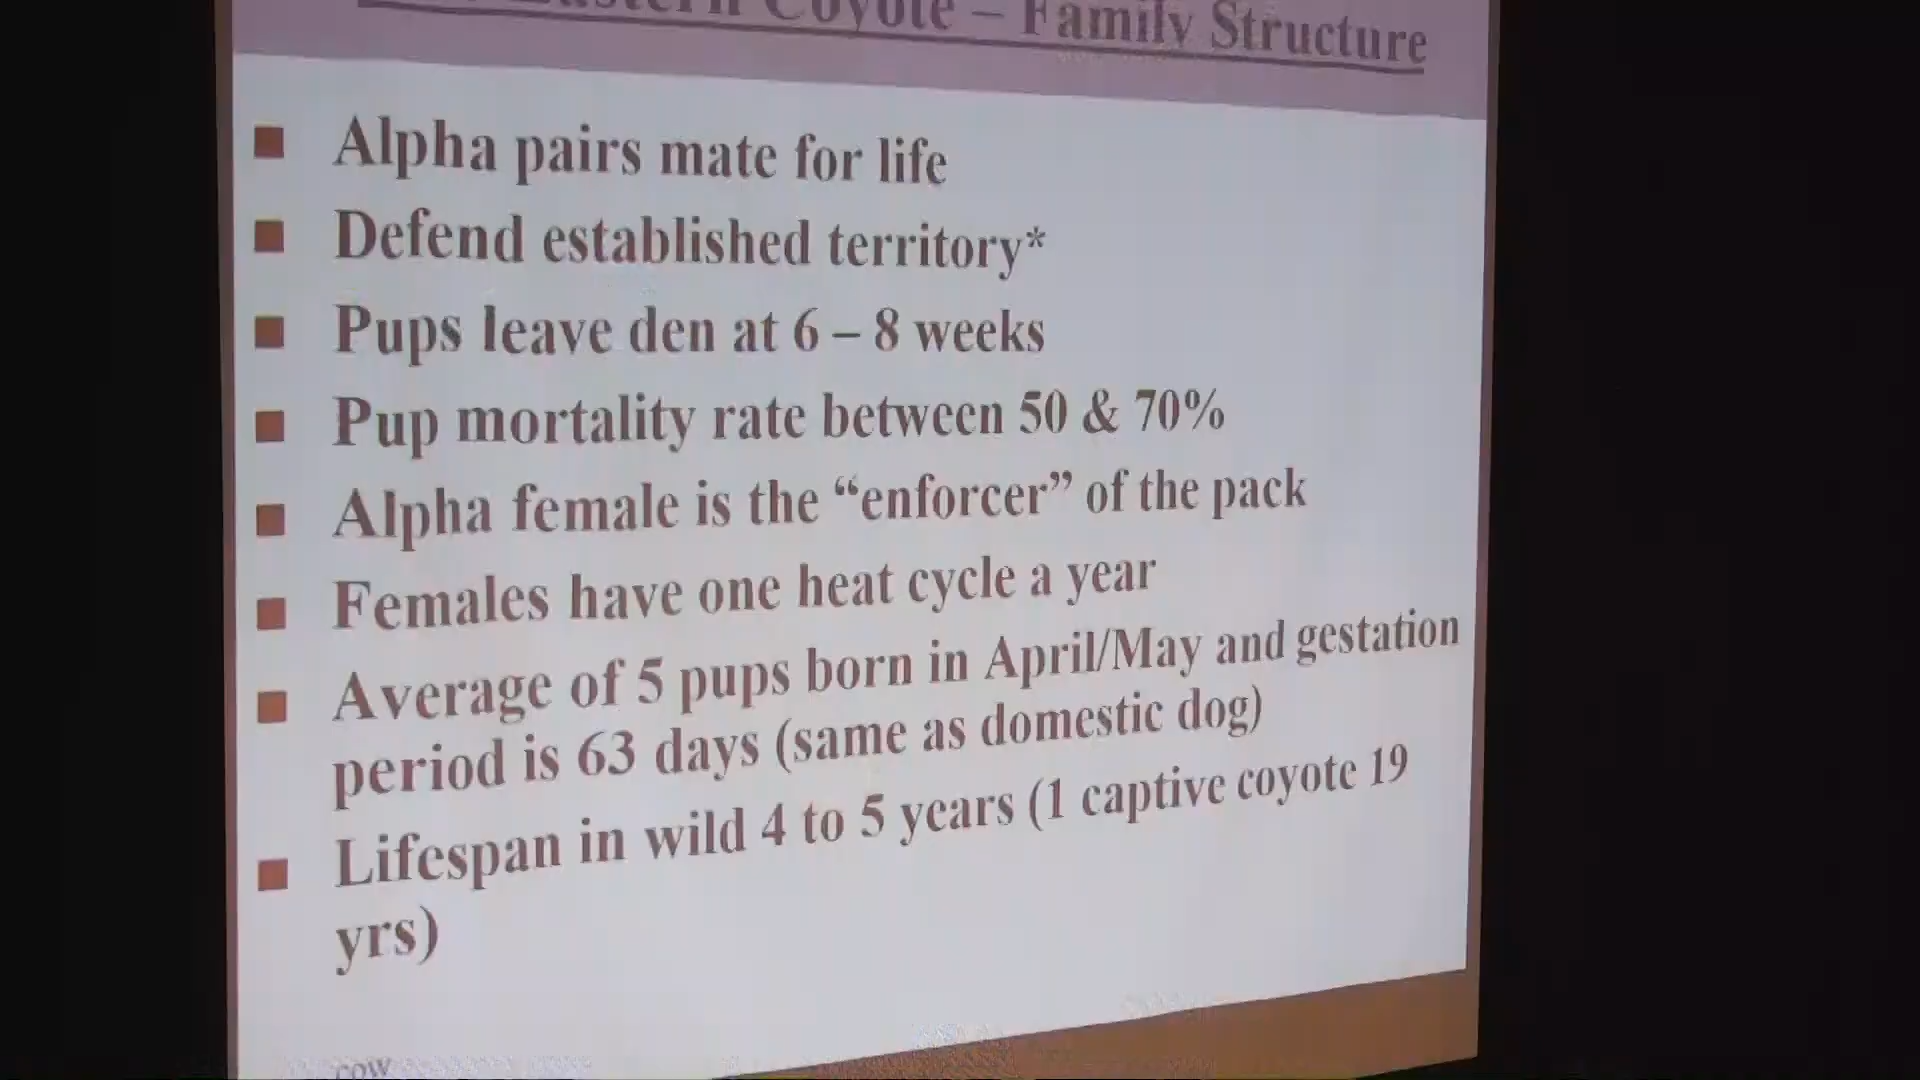 Eastern Coyote – Family Structure
Alpha pairs mate for life
Defend established territory*
Pups leave den at 6 – 8 weeks
Pup mortality rate between 50 & 70%
Alpha female is the “enforcer” of the pack
Females have one heat cycle a year
Average of 5 pups born in April/May and gestation
period is 63 days (same as domestic dog)
Lifespan in wild 4 to 5 years (1 captive coyote 19
yrs)